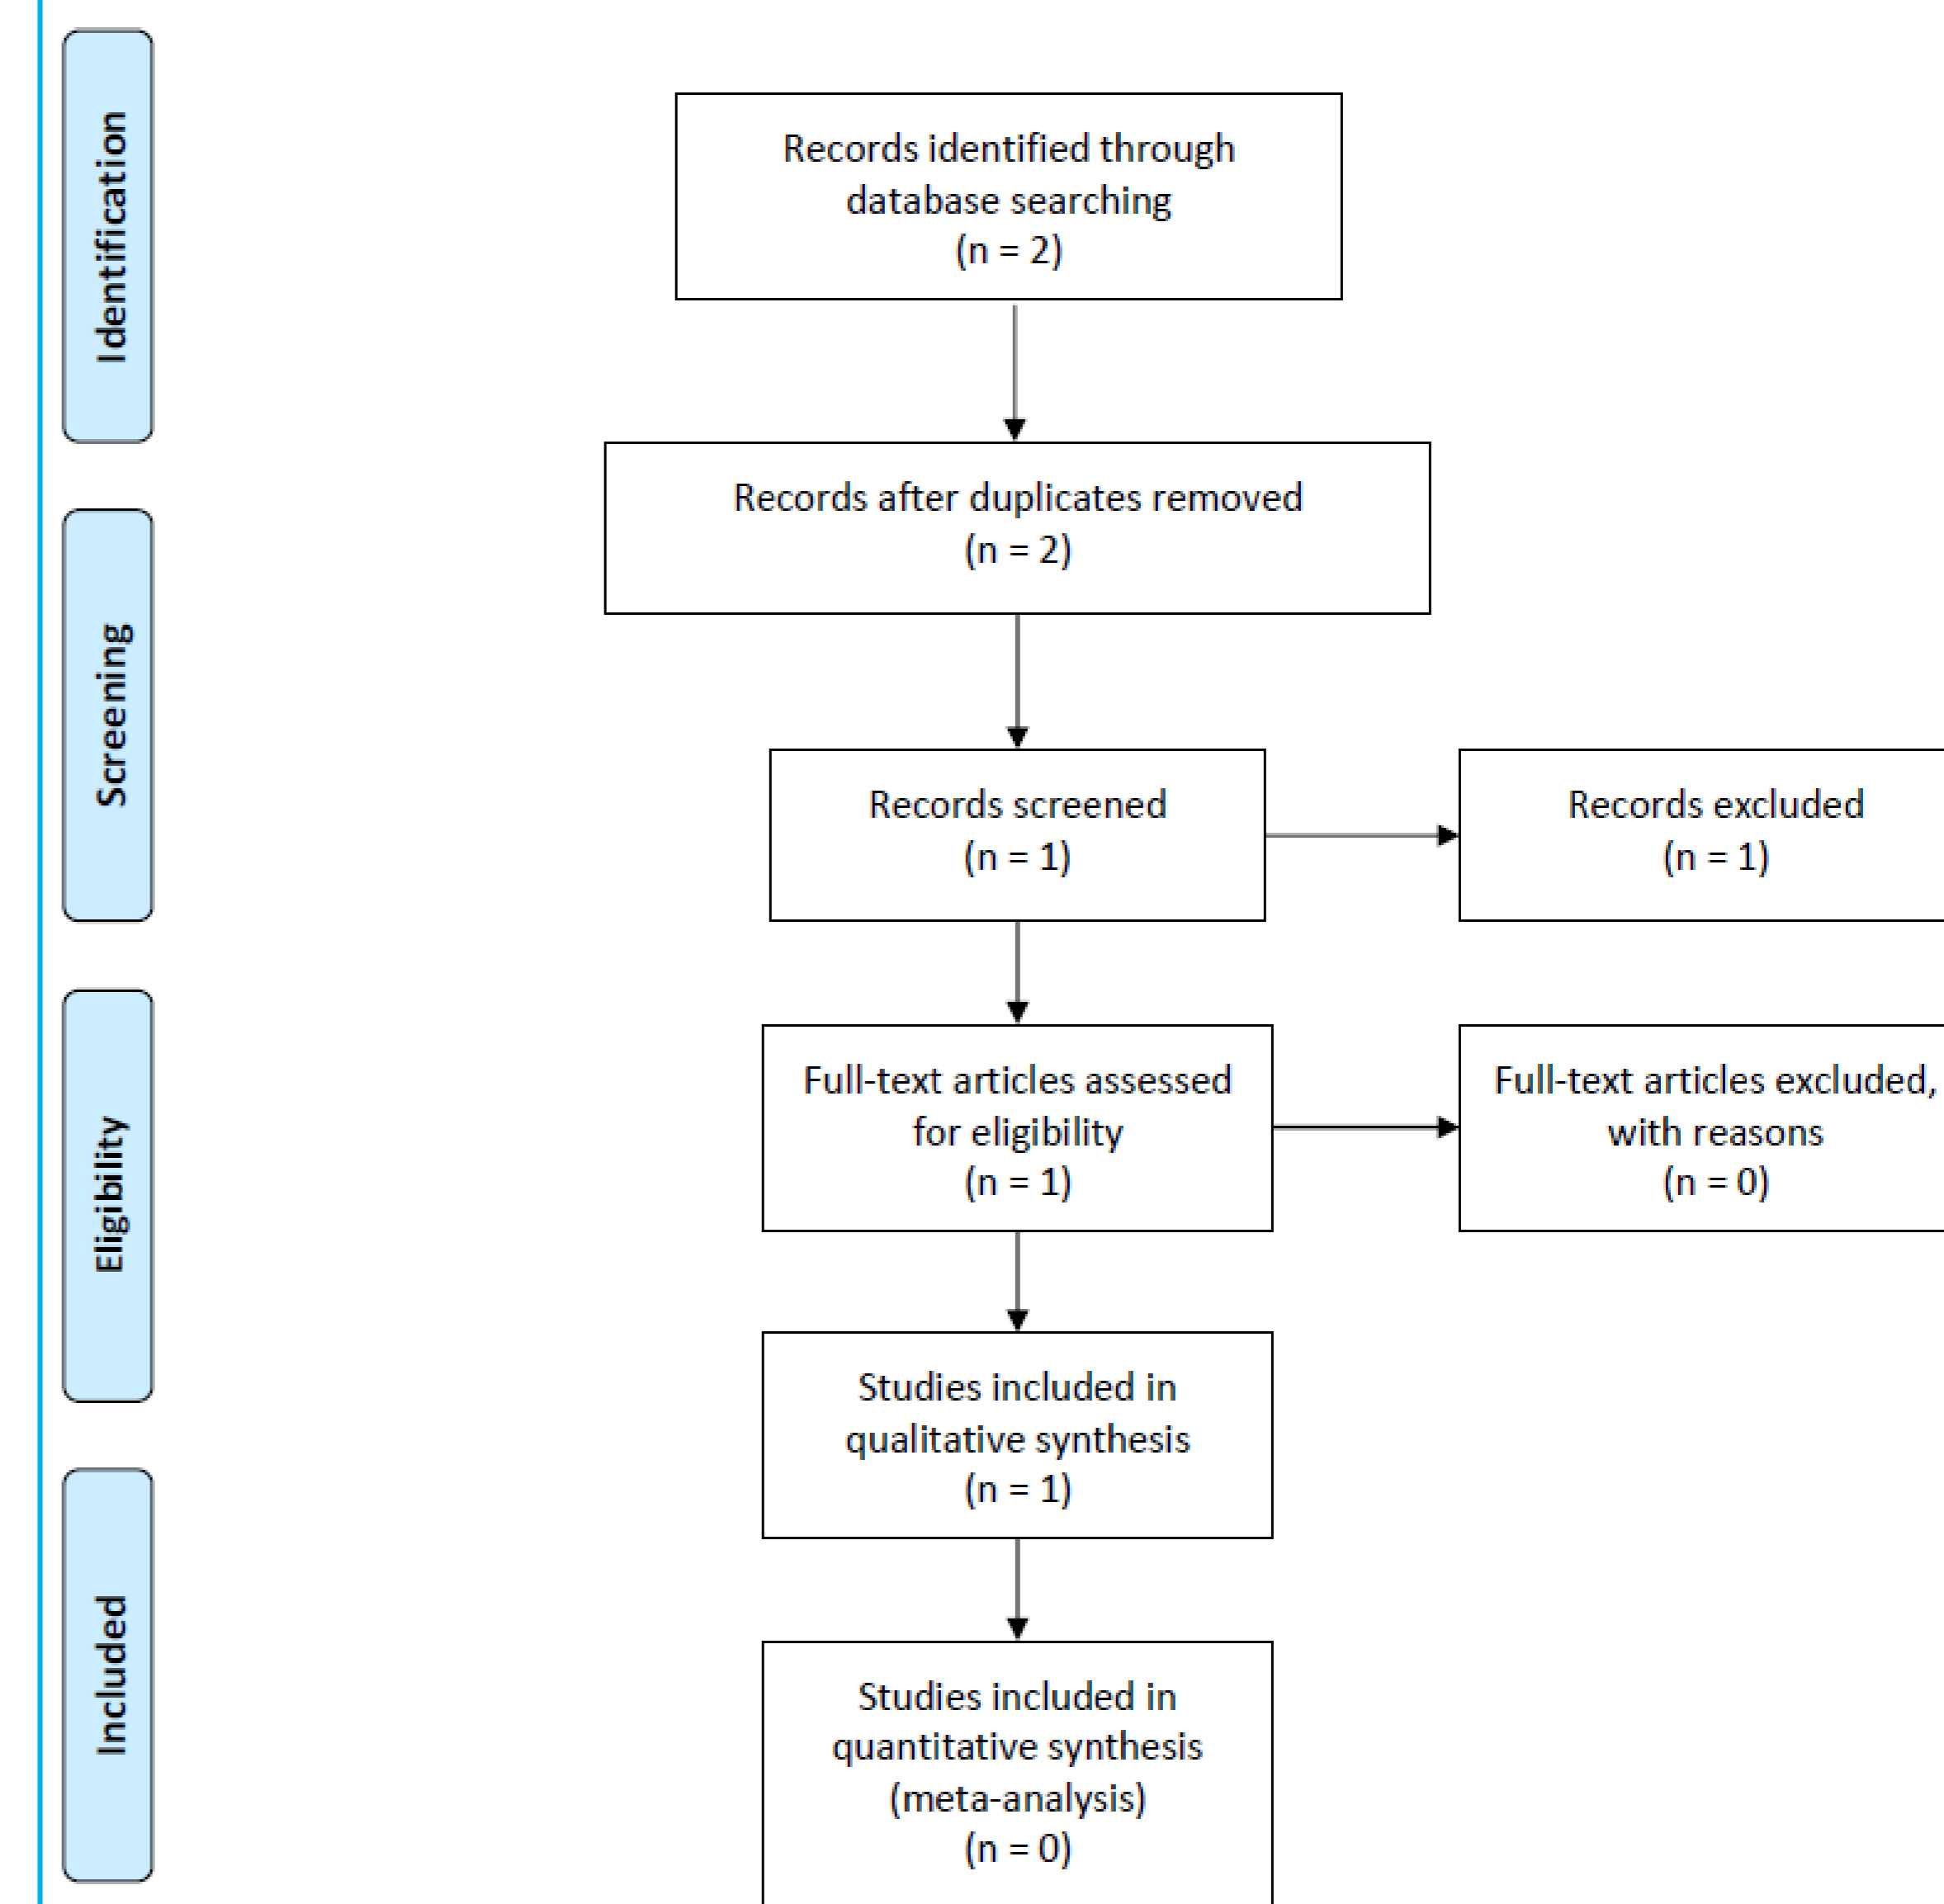 Identification
Records identified through
database searching
(n = 2)
Records after duplicates removed
(n = 2)
Screening
Records screened
(n = 1)
Records excluded
(n = 1)
Eligibility
Full-text articles assessed
for eligibility
(n = 1)
Full-text articles excluded,
with reasons
(n = 0)
Studies included in
qualitative synthesis
(n = 1)
Included
Studies included in
quantitative synthesis
(meta-analysis)
(n = 0)